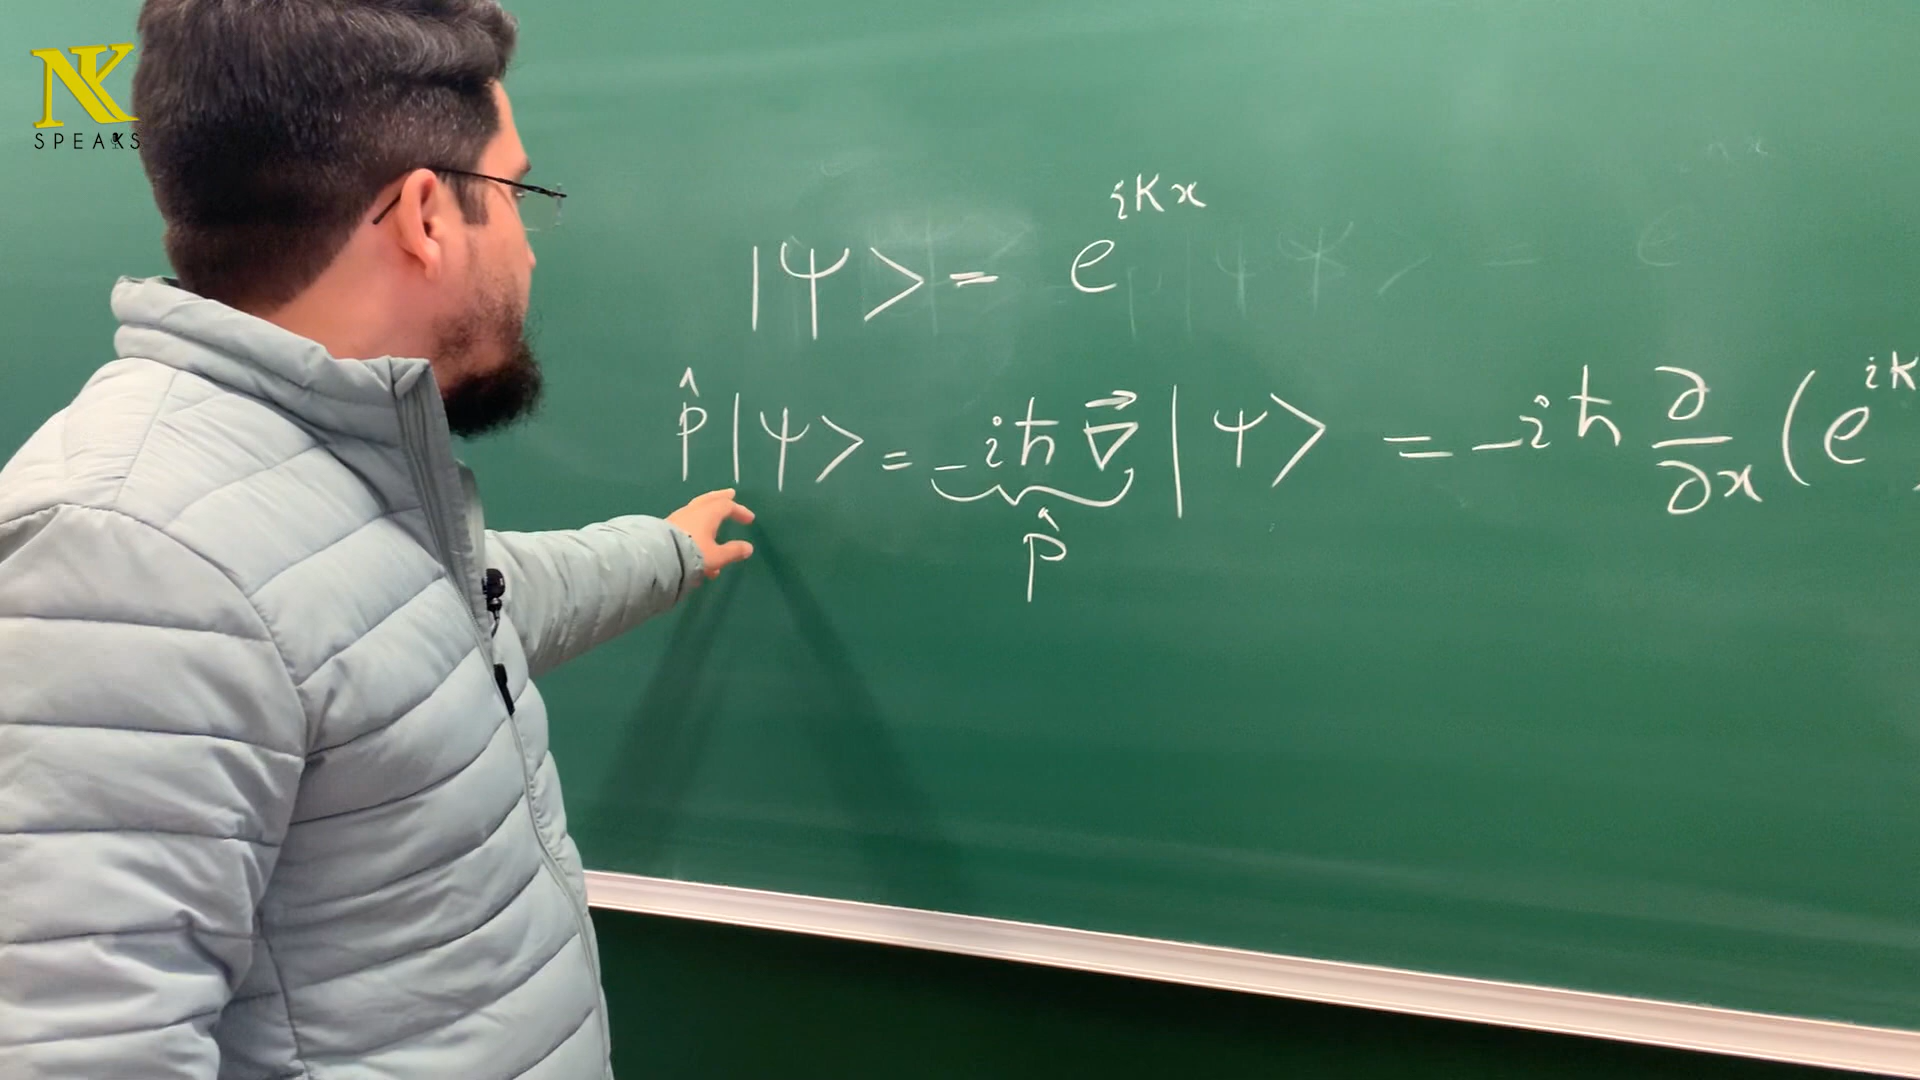 NK
SPEAKS
|ψ> = e^{iKx}
p̂|ψ> = -iℏ∇⃗|ψ> = -iℏ ∂/∂x (e^{iK
p̂